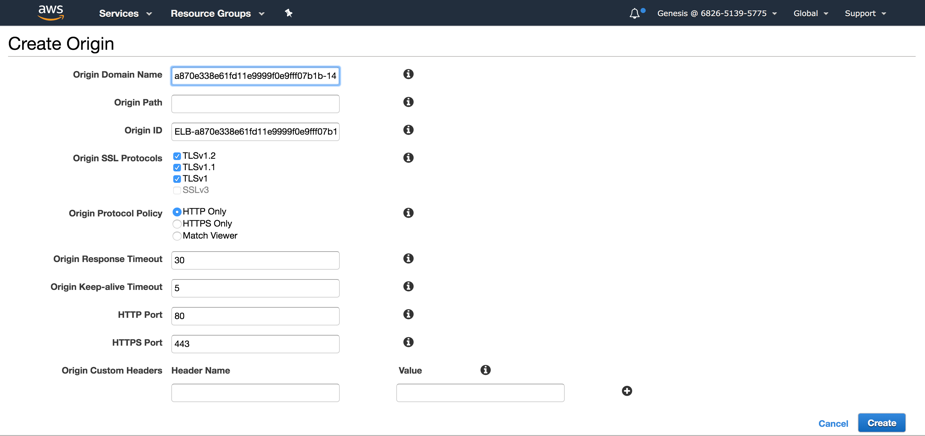 aws Services Resource Groups Genesis @ 6826-5139-5775 Global Support
Create Origin
Origin Domain Name a870e338e61fd11e9999f0e9fff07b1b-14
Origin Path
Origin ID ELB-a870e338e61fd11e9999f0e9fff07b1
Origin SSL Protocols TLSv1.2
TLSv1.1
TLSv1
SSLv3
Origin Protocol Policy HTTP Only
HTTPS Only
Match Viewer
Origin Response Timeout 30
Origin Keep-alive Timeout 5
HTTP Port 80
HTTPS Port 443
Origin Custom Headers Header Name Value
Cancel Create